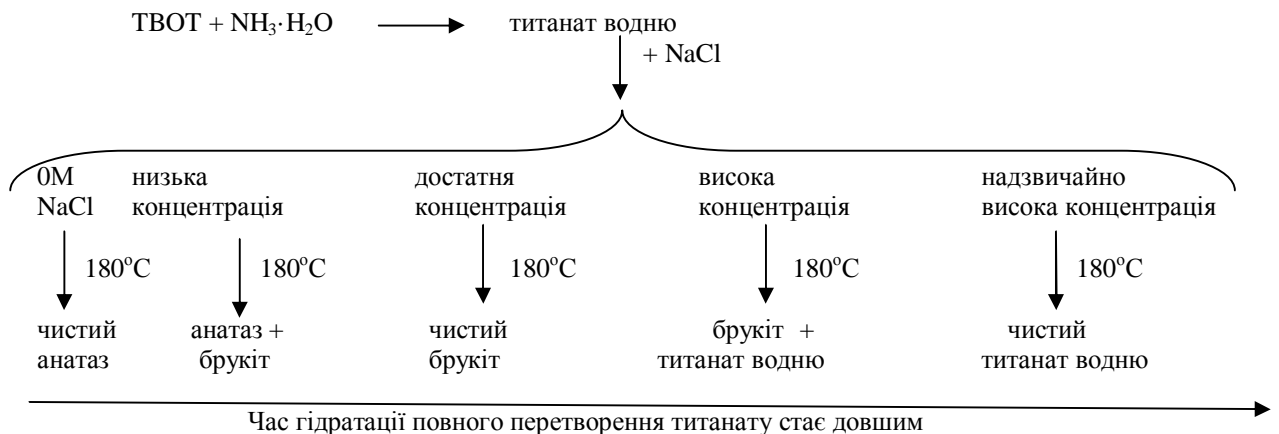 ТВОТ + NH₃·H₂O титанат водню
+ NaCl
0М низька достатня висока надзвичайно
NaCl концентрація концентрація концентрація висока концентрація
180°C 180°C 180°C 180°C 180°C
чистий анатаз + чистий брукіт + чистий
анатаз брукіт брукіт титанат водню титанат водню
Час гідратації повного перетворення титанату стає довшим